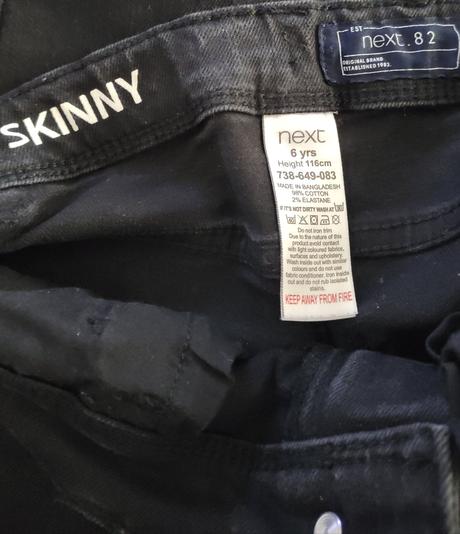 SKINNY
EST
next.82
ORIGINAL BRAND
ESTABLISHED 1982.
next
6 yrs
Height 116cm
738-649-083
MADE IN BANGLADESH
98% COTTON
2% ELASTANE
IF IT'S NOT DIRTY WASH AT
Do not iron trim
Due to the nature of this
product avoid contact
with light coloured fabrics,
surfaces and upholstery.
Wash inside out with similar
colours and do not use
fabric conditioner. Iron inside
out and do not rub isolated
stains.
KEEP AWAY FROM FIRE